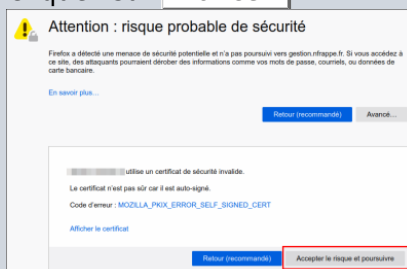 Attention : risque probable de sécurité
Firefox a détecté une menace de sécurité potentielle et n'a pas poursuivi vers gestion.nfrappe.fr. Si vous accédez à
ce site, des attaquants pourraient dérober des informations comme vos mots de passe, courriels, ou données de
carte bancaire.
En savoir plus…
Retour (recommandé) Avancé…
utilise un certificat de sécurité invalide.
Le certificat n'est pas sûr car il est auto-signé.
Code d'erreur : MOZILLA_PKIX_ERROR_SELF_SIGNED_CERT
Afficher le certificat
Retour (recommandé) Accepter le risque et poursuivre